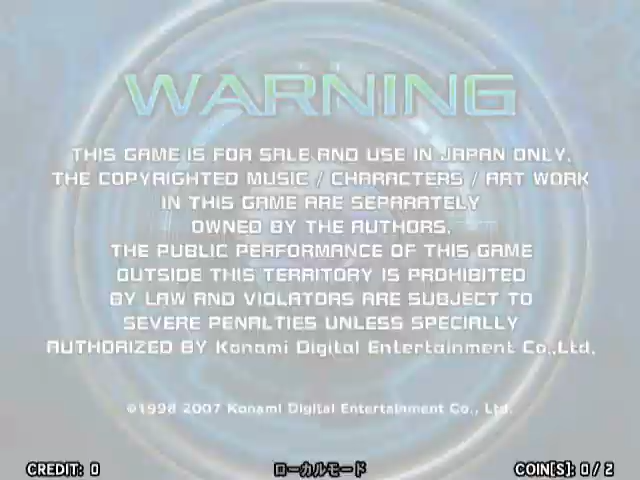 WARNING
THIS GAME IS FOR SALE AND USE IN JAPAN ONLY.
THE COPYRIGHTED MUSIC / CHARACTERS / ART WORK
IN THIS GAME ARE SEPARATELY
OWNED BY THE AUTHORS.
THE PUBLIC PERFORMANCE OF THIS GAME
OUTSIDE THIS TERRITORY IS PROHIBITED
BY LAW AND VIOLATORS ARE SUBJECT TO
SEVERE PENALTIES UNLESS SPECIALLY
AUTHORIZED BY Konami Digital Entertainment Co.,Ltd.
©1998 2007 Konami Digital Entertainment Co., Ltd.
CREDIT: 0 ローカルモード COIN[S]: 0 / 2